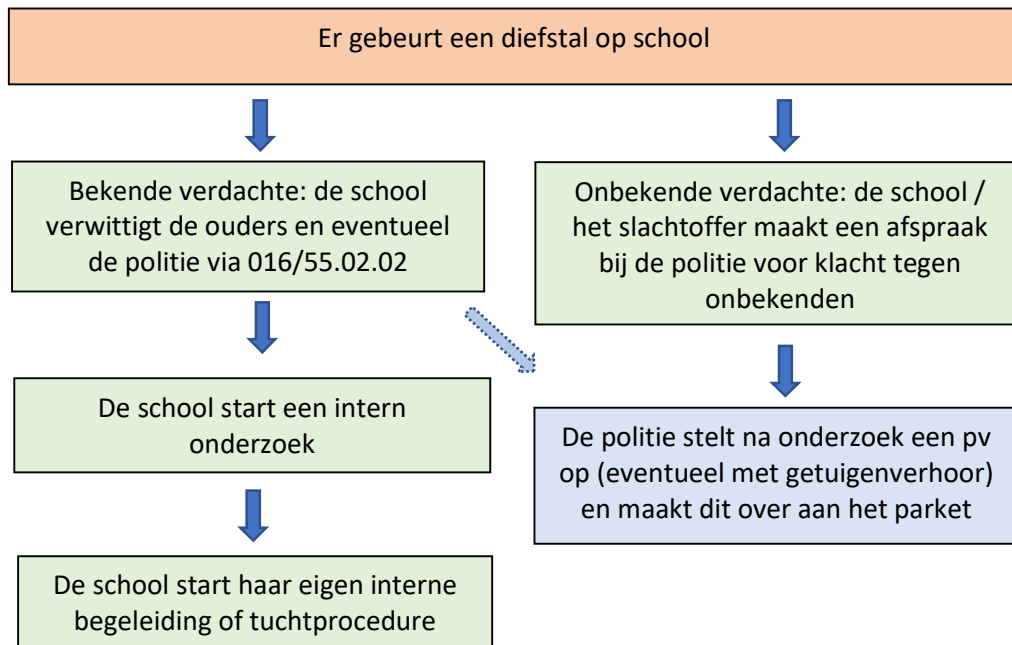 Er gebeurt een diefstal op school
Bekende verdachte: de school
verwittigt de ouders en eventueel
de politie via 016/55.02.02
Onbekende verdachte: de school /
het slachtoffer maakt een afspraak
bij de politie voor klacht tegen
onbekenden
De school start een intern
onderzoek
De politie stelt na onderzoek een pv
op (eventueel met getuigenverhoor)
en maakt dit over aan het parket
De school start haar eigen interne
begeleiding of tuchtprocedure